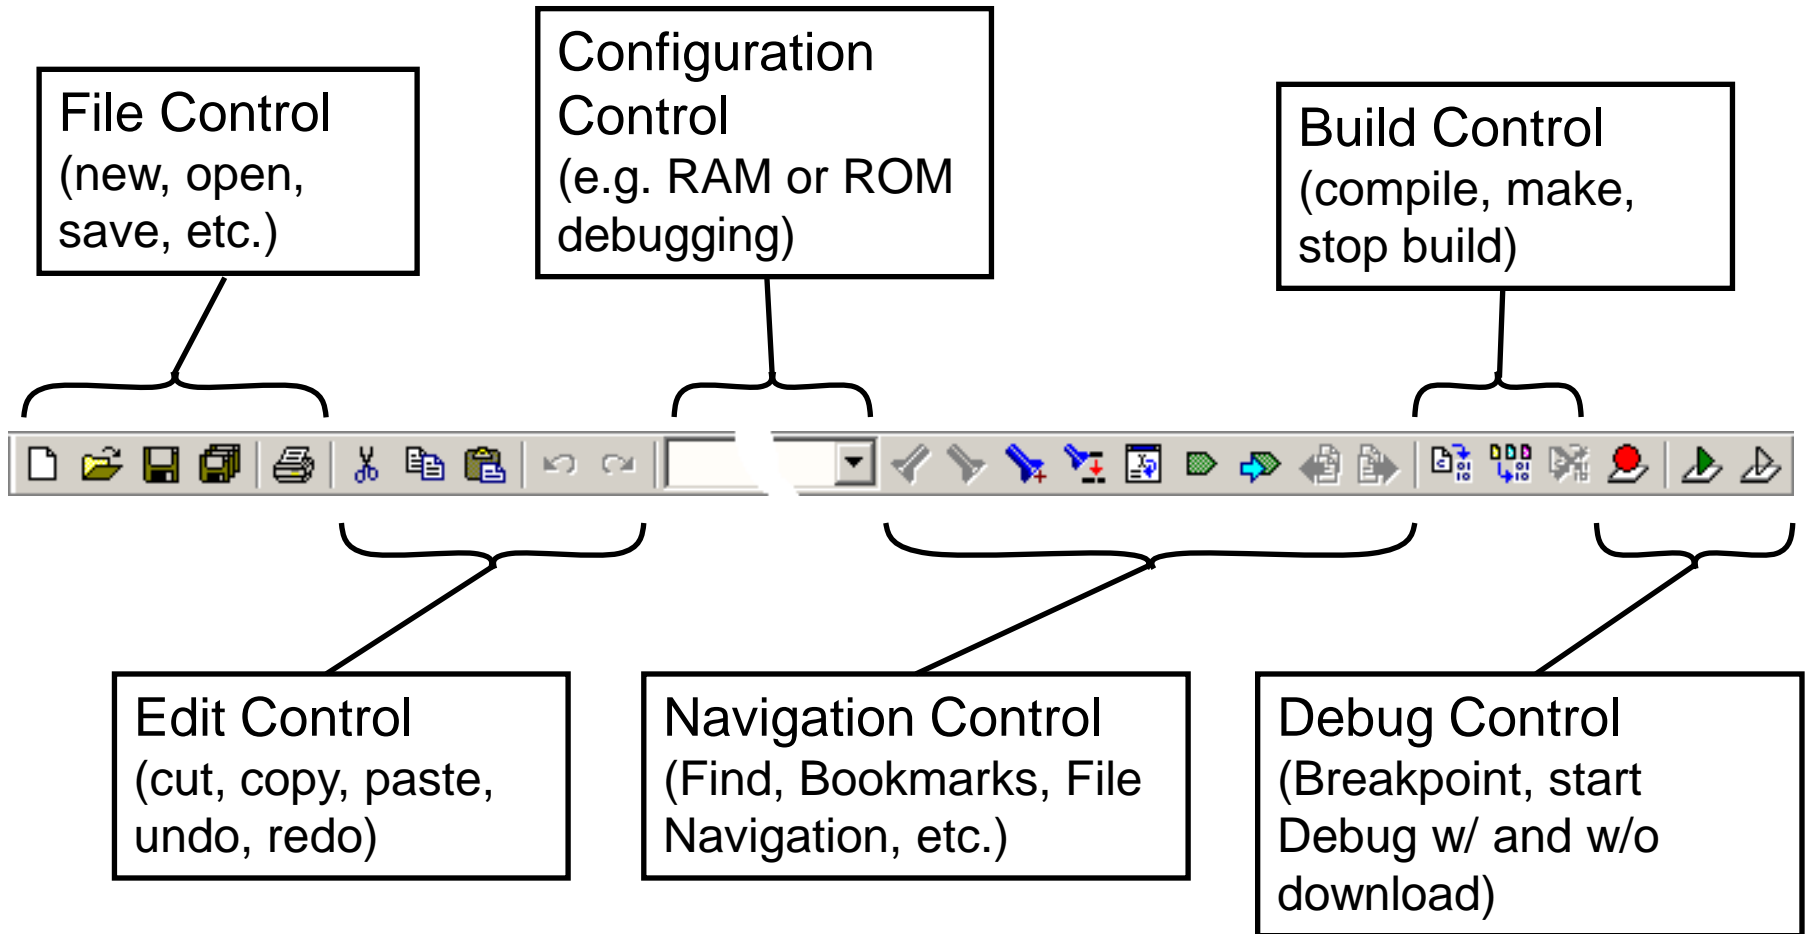 File Control
(new, open,
save, etc.)
Configuration
Control
(e.g. RAM or ROM
debugging)
Build Control
(compile, make,
stop build)
Edit Control
(cut, copy, paste,
undo, redo)
Navigation Control
(Find, Bookmarks, File
Navigation, etc.)
Debug Control
(Breakpoint, start
Debug w/ and w/o
download)